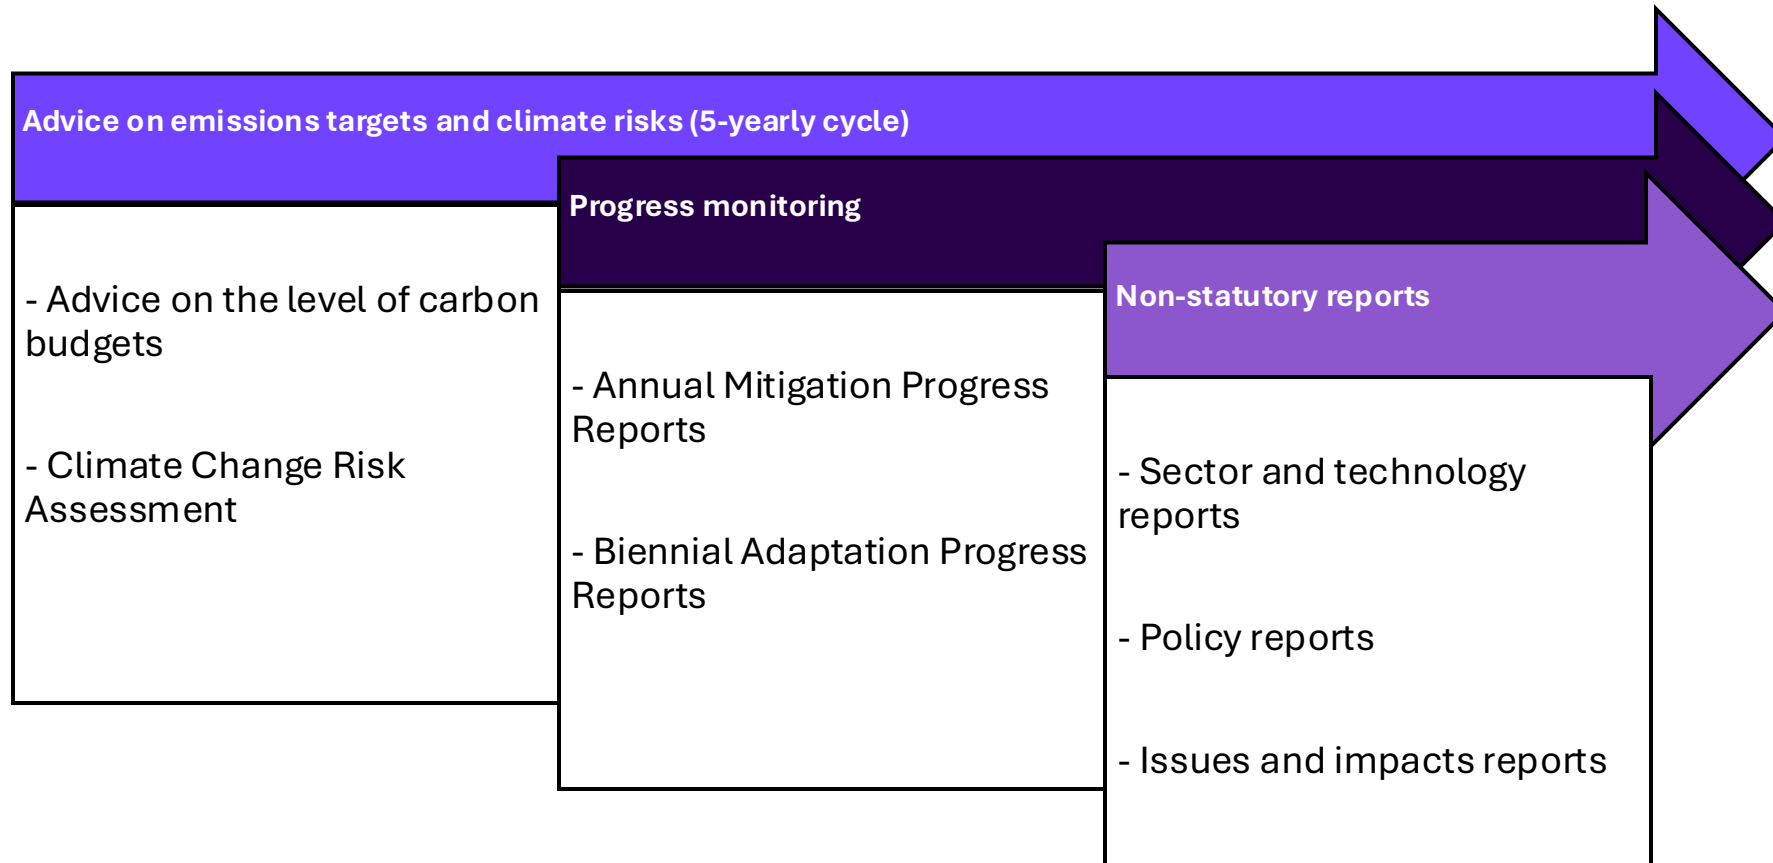 Advice on emissions targets and climate risks (5-yearly cycle)
- Advice on the level of carbon
budgets
- Climate Change Risk
Assessment
Progress monitoring
- Annual Mitigation Progress
Reports
- Biennial Adaptation Progress
Reports
Non-statutory reports
- Sector and technology
reports
- Policy reports
- Issues and impacts reports